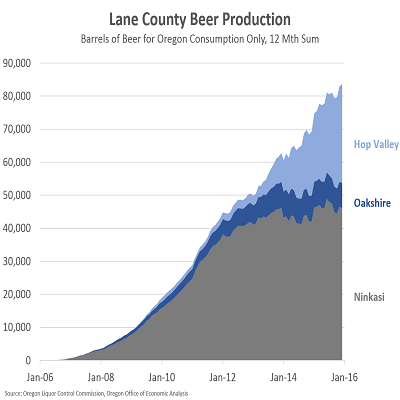 Lane County Beer Production
Barrels of Beer for Oregon Consumption Only, 12 Mth Sum
90,000
80,000
70,000
60,000
50,000
40,000
30,000
20,000
10,000
0
Hop Valley
Oakshire
Ninkasi
Jan-06 Jan-08 Jan-10 Jan-12 Jan-14 Jan-16
Source: Oregon Liquor Control Commission, Oregon Office of Economic Analysis